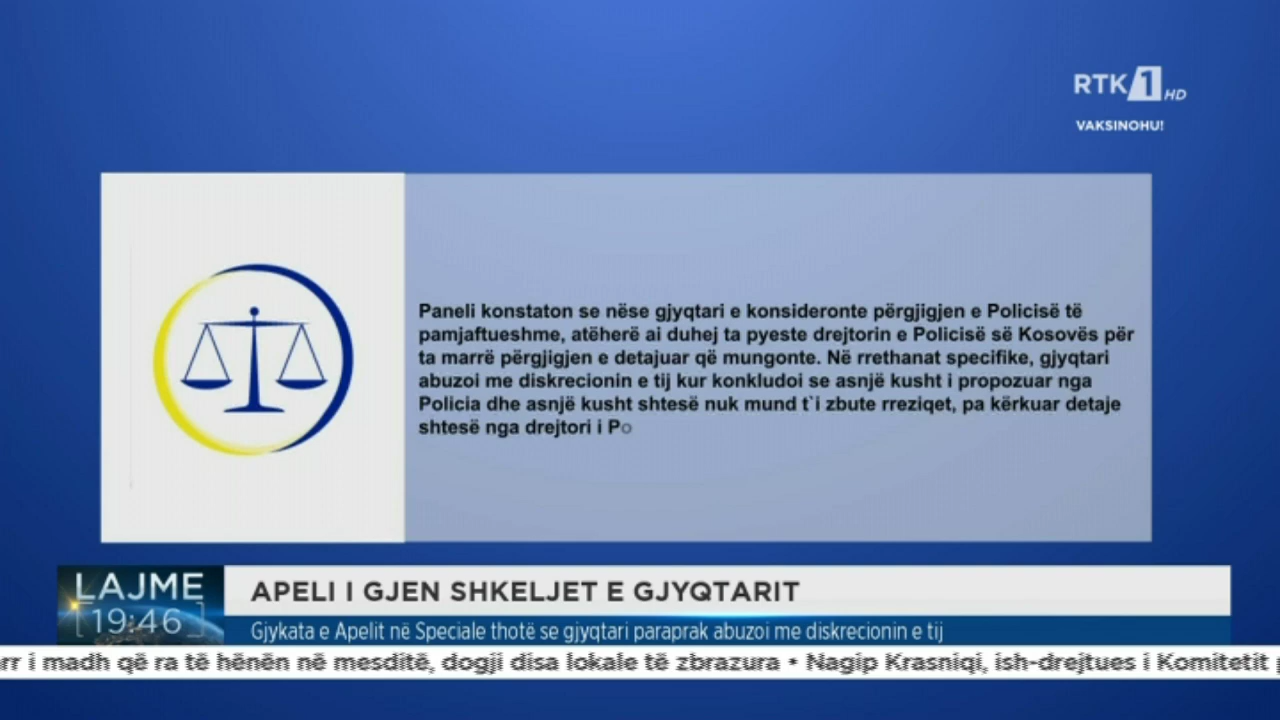 RTK 1 HD
VAKSINOHU!
Paneli konstaton se nëse gjyqtari e konsideronte përgjigjen e Policisë të
pamjaftueshme, atëherë ai duhej ta pyeste drejtorin e Policisë së Kosovës për
ta marrë përgjigjen e detajuar që mungonte. Në rrethanat specifike, gjyqtari
abuzoi me diskrecionin e tij kur konkludoi se asnjë kusht i propozuar nga
Policia dhe asnjë kusht shtesë nuk mund t`i zbute rreziqet, pa kërkuar detaje
shtesë nga drejtori i Po
LAJME
19:46
APELI I GJEN SHKELJET E GJYQTARIT
Gjykata e Apelit në Speciale thotë se gjyqtari paraprak abuzoi me diskrecionin e tij
i madh që ra të hënën në mesditë, dogji disa lokale të zbrazura • Nagip Krasniqi, ish-drejtues i Komitetit